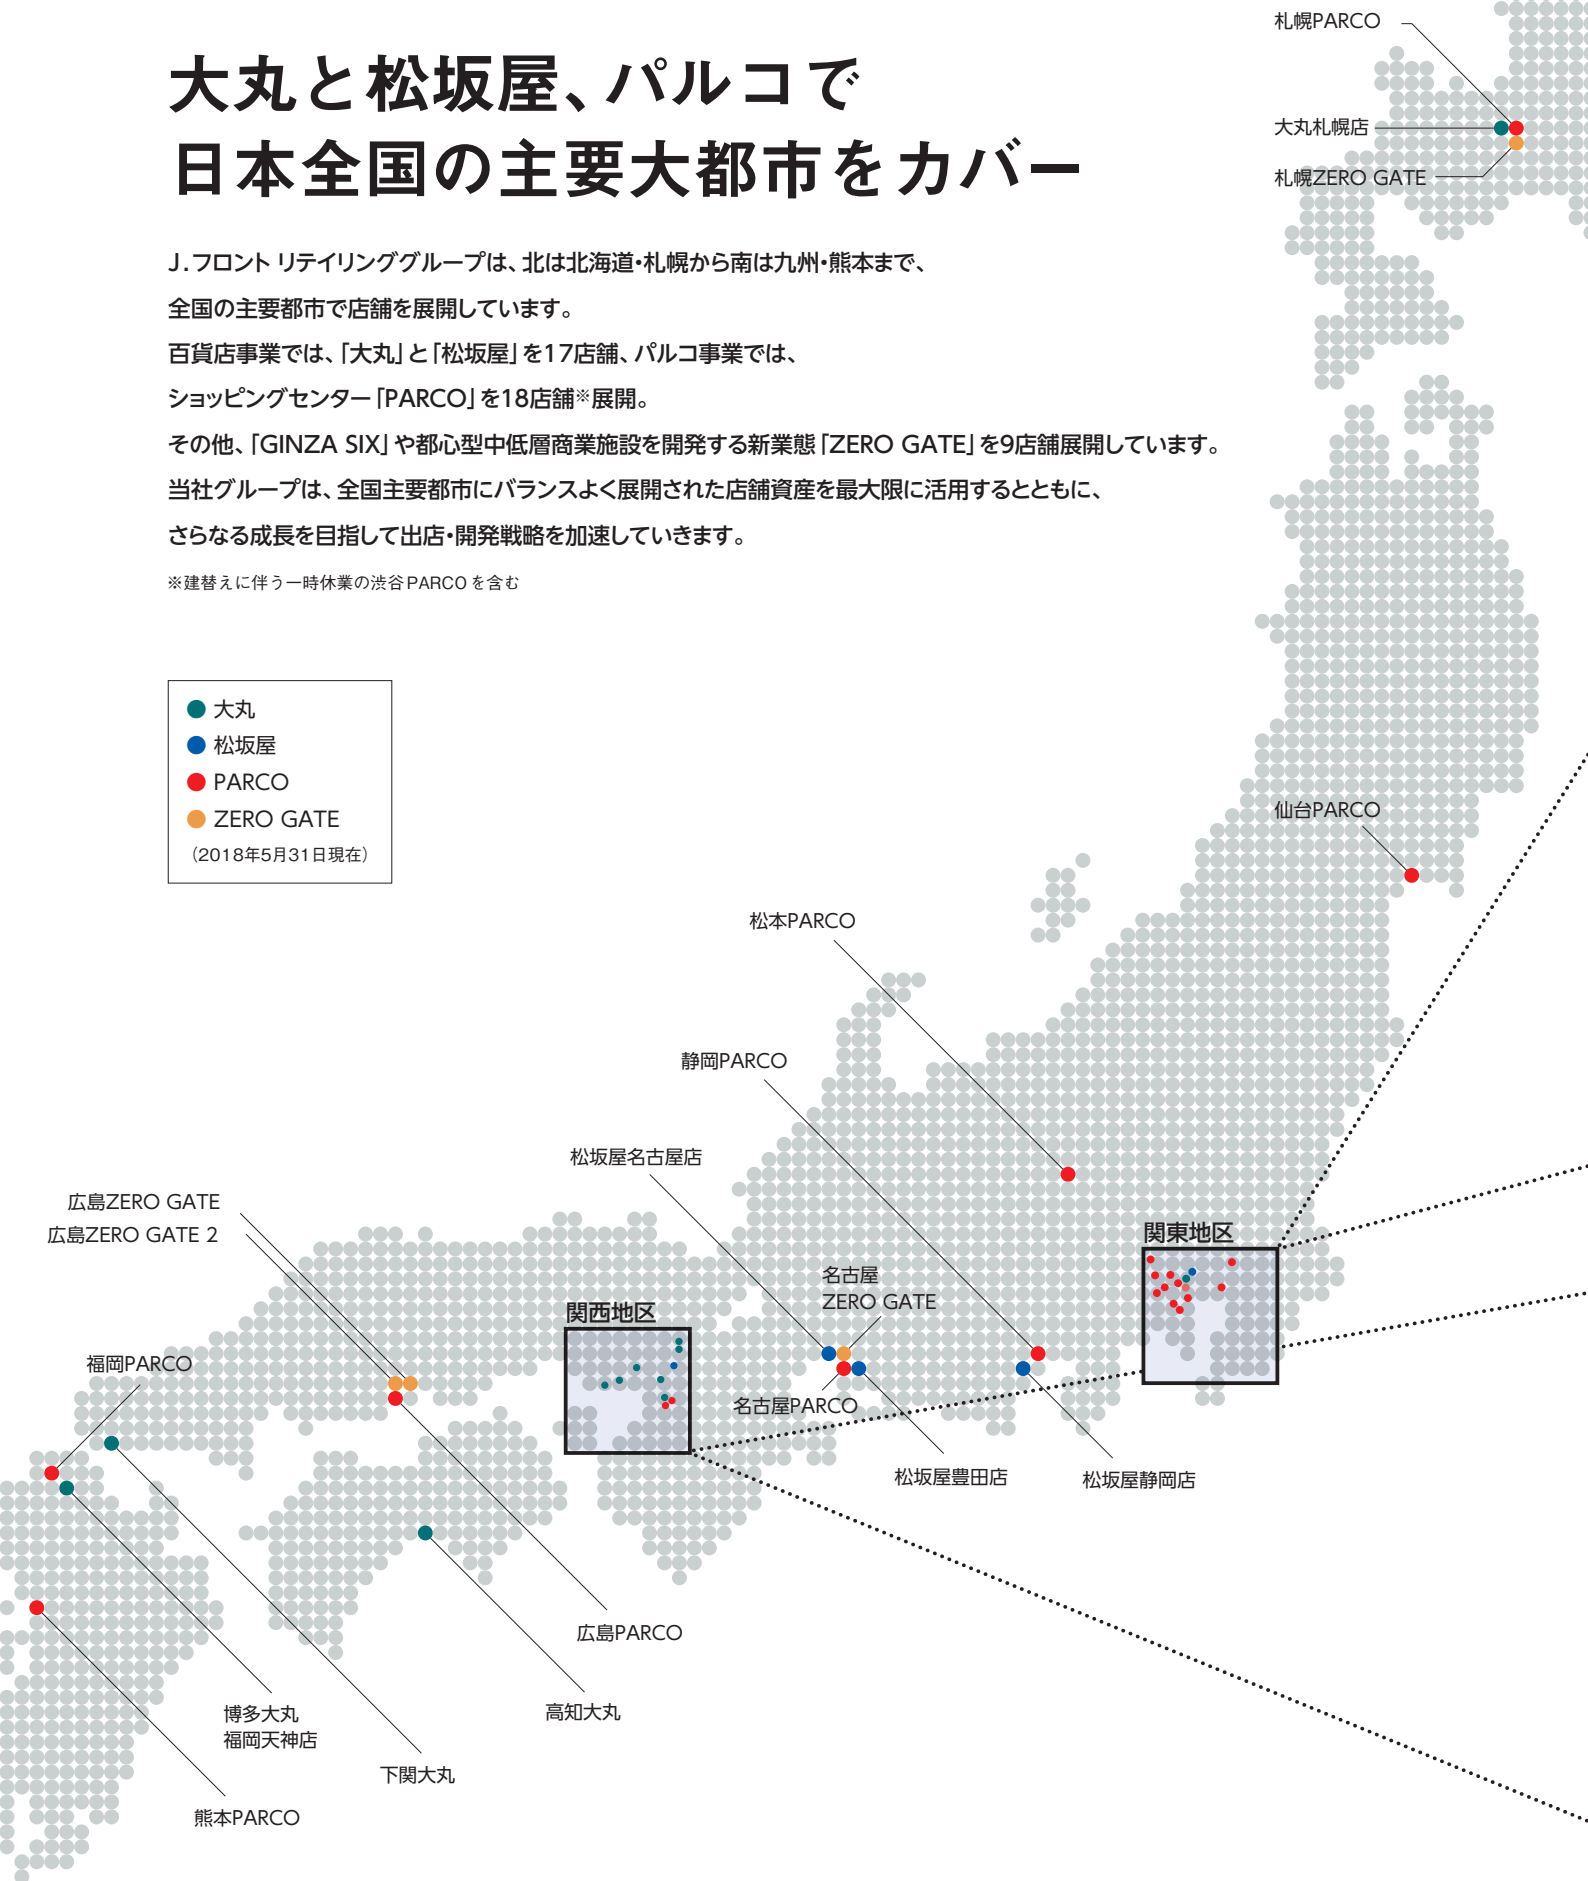 大丸と松坂屋、パルコで
日本全国の主要大都市をカバー
J.フロント リテイリンググループは、北は北海道・札幌から南は九州・熊本まで、
全国の主要都市で店舗を展開しています。
百貨店事業では、「大丸」と「松坂屋」を17店舗、パルコ事業では、
ショッピングセンター「PARCO」を18店舗※展開。
その他、「GINZA SIX」や都心型中低層商業施設を開発する新業態「ZERO GATE」を9店舗展開しています。
当社グループは、全国主要都市にバランスよく展開された店舗資産を最大限に活用するとともに、
さらなる成長を目指して出店・開発戦略を加速していきます。
※建替えに伴う一時休業の渋谷PARCOを含む
大丸
松坂屋
PARCO
ZERO GATE
（2018年5月31日現在）
札幌PARCO
大丸札幌店
札幌ZERO GATE
仙台PARCO
松本PARCO
静岡PARCO
松坂屋名古屋店
広島ZERO GATE
広島ZERO GATE 2
関東地区
名古屋
ZERO GATE
関西地区
福岡PARCO
名古屋PARCO
松坂屋豊田店
松坂屋静岡店
広島PARCO
高知大丸
博多大丸
福岡天神店
下関大丸
熊本PARCO